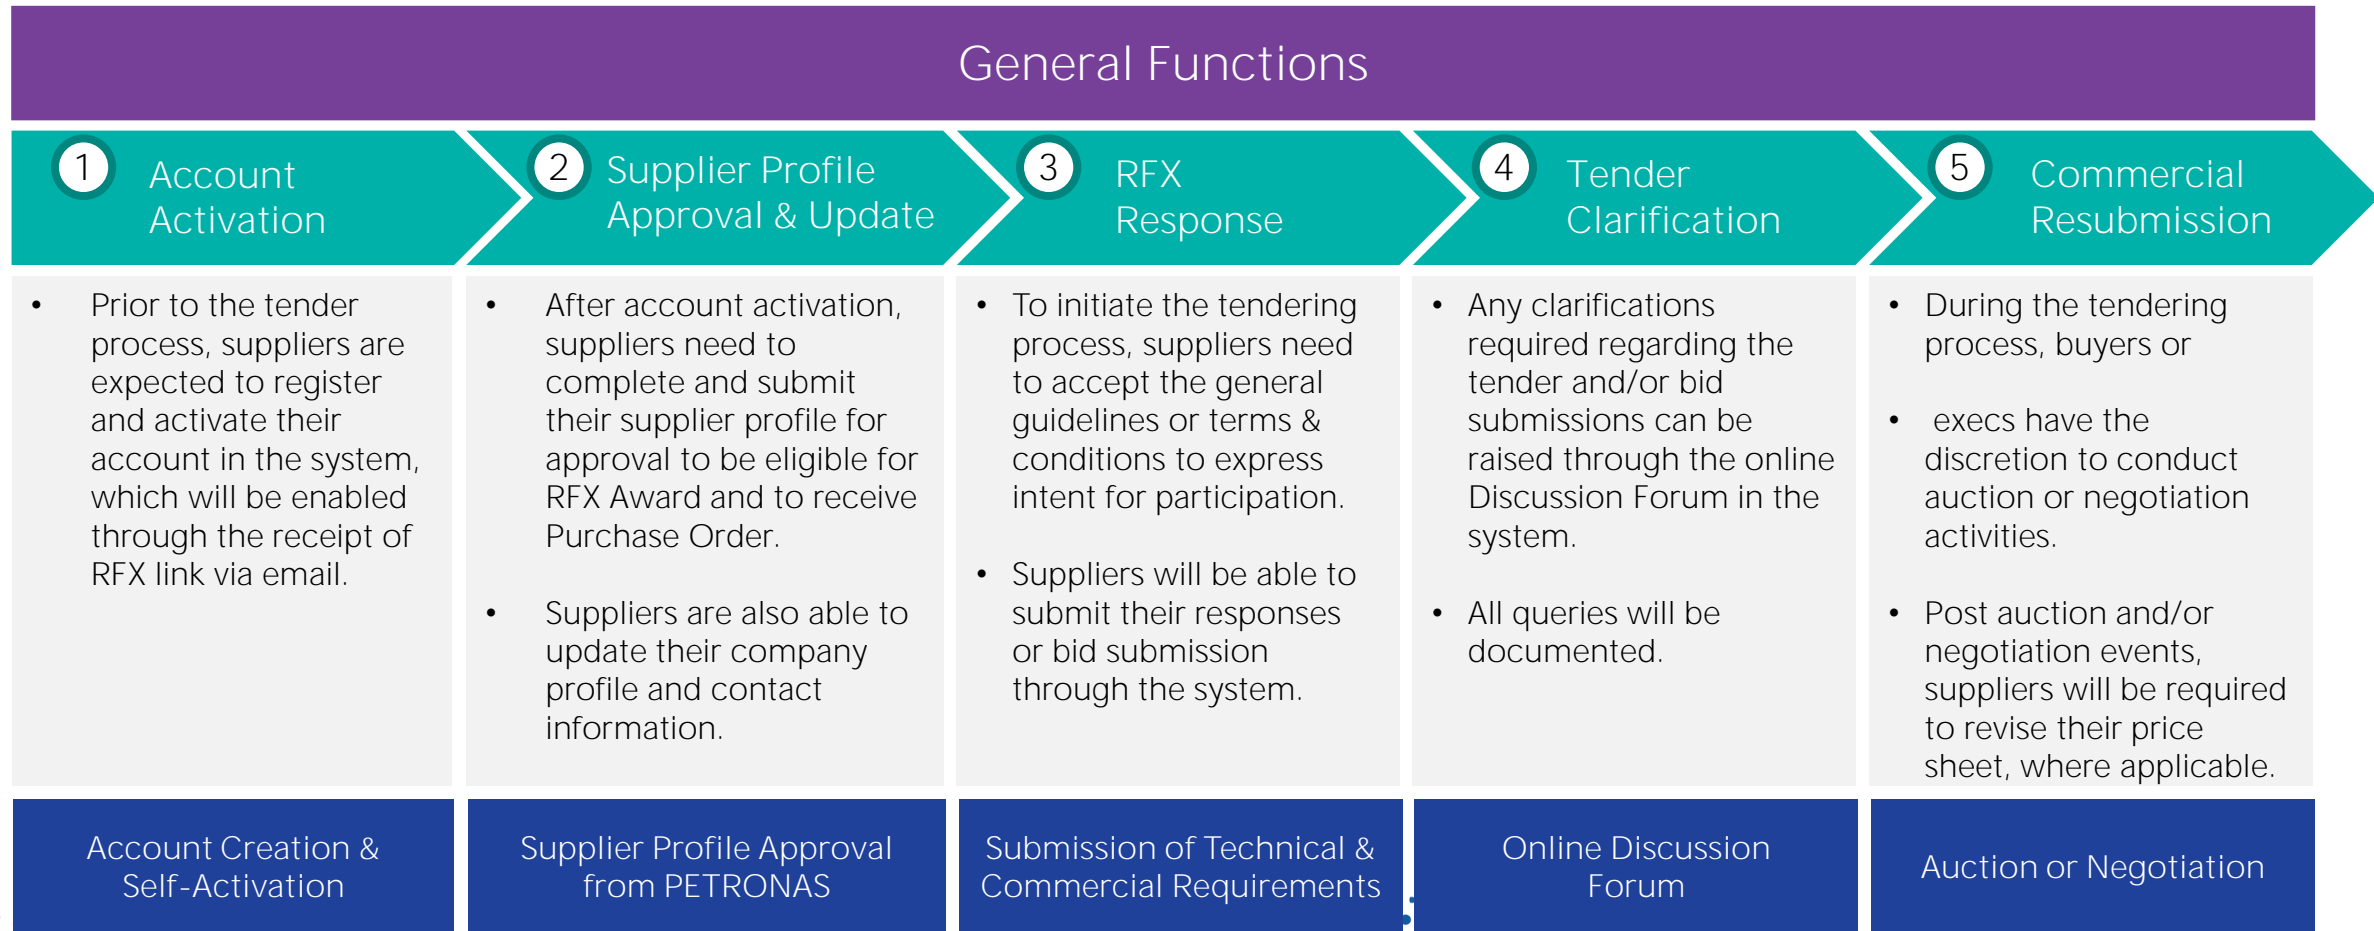 General Functions
1
Account
Activation
2
Supplier Profile
Approval & Update
3
RFX
Response
4
Tender
Clarification
5
Commercial
Resubmission
• Prior to the tender
process, suppliers are
expected to register
and activate their
account in the system,
which will be enabled
through the receipt of
RFX link via email.
• After account activation,
suppliers need to
complete and submit
their supplier profile for
approval to be eligible for
RFX Award and to receive
Purchase Order.
• Suppliers are also able to
update their company
profile and contact
information.
• To initiate the tendering
process, suppliers need
to accept the general
guidelines or terms &
conditions to express
intent for participation.
• Suppliers will be able to
submit their responses
or bid submission
through the system.
• Any clarifications
required regarding the
tender and/or bid
submissions can be
raised through the online
Discussion Forum in the
system.
• All queries will be
documented.
• During the tendering
process, buyers or
• execs have the
discretion to conduct
auction or negotiation
activities.
• Post auction and/or
negotiation events,
suppliers will be required
to revise their price
sheet, where applicable.
Account Creation &
Self-Activation
Supplier Profile Approval
from PETRONAS
Submission of Technical &
Commercial Requirements
Online Discussion
Forum
Auction or Negotiation